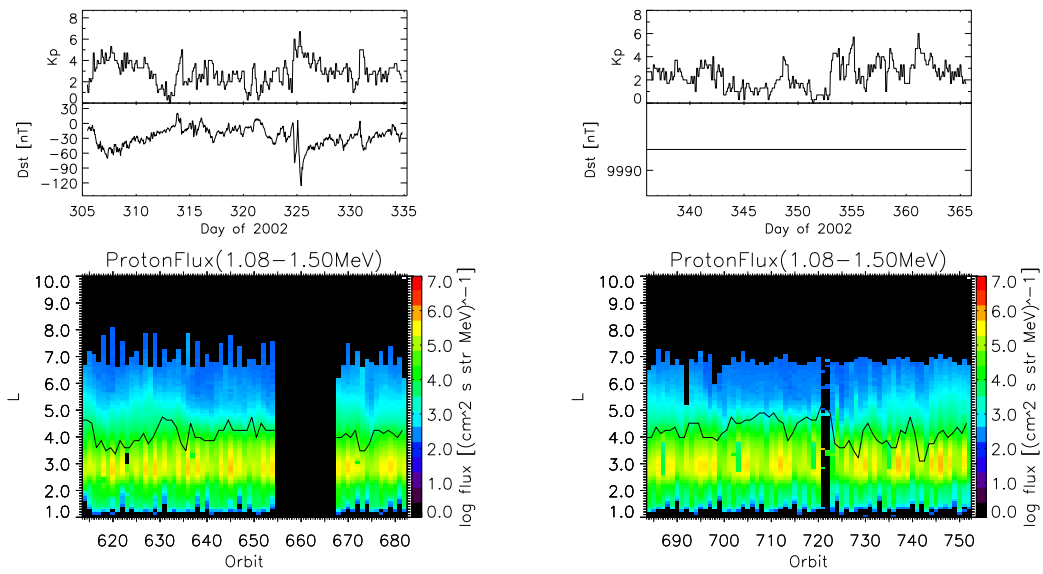 8
6
4
2
0
Kp
30
0
−30
−60
−90
−120
Dst [nT]
305 310 315 320 325 330 335
Day of 2002
ProtonFlux(1.08−1.50MeV)
10.0
9.0
8.0
7.0
6.0
5.0
4.0
3.0
2.0
1.0
L
620 630 640 650 660 670 680
Orbit
7.0
6.0
5.0
4.0
3.0
2.0
1.0
0.0
log flux [(cm^2 s str MeV)^−1]
8
6
4
2
0
Kp
9990
Dst [nT]
340 345 350 355 360 365
Day of 2002
ProtonFlux(1.08−1.50MeV)
10.0
9.0
8.0
7.0
6.0
5.0
4.0
3.0
2.0
1.0
L
690 700 710 720 730 740 750
Orbit
7.0
6.0
5.0
4.0
3.0
2.0
1.0
0.0
log flux [(cm^2 s str MeV)^−1]